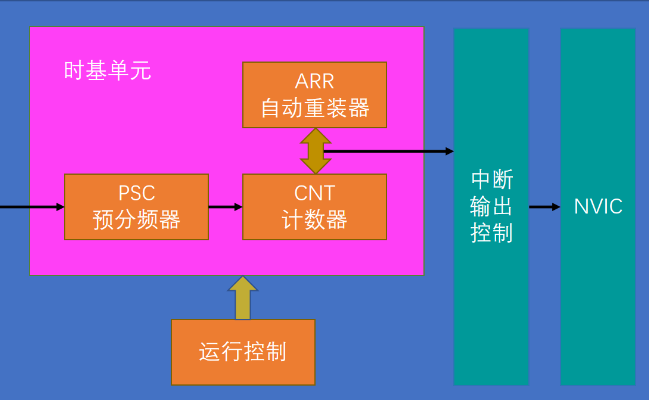 时基单元
ARR
自动重装器
PSC
预分频器
CNT
计数器
中断
输出
控制
NVIC
运行控制